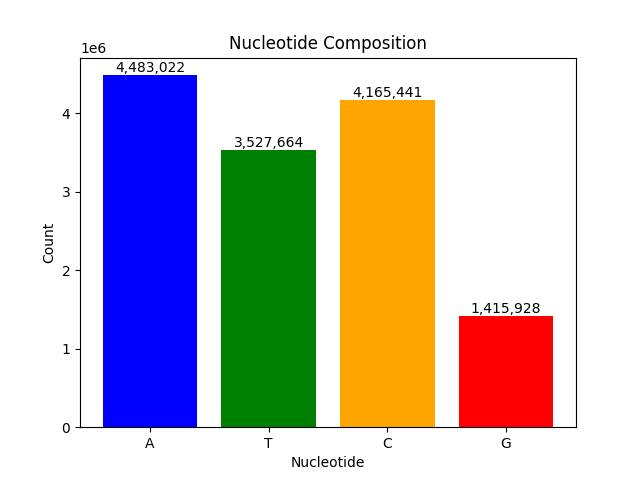 Nucleotide Composition
1e6
4,483,022
4,165,441
3,527,664
1,415,928
4
3
2
1
0
Count
A T C G
Nucleotide